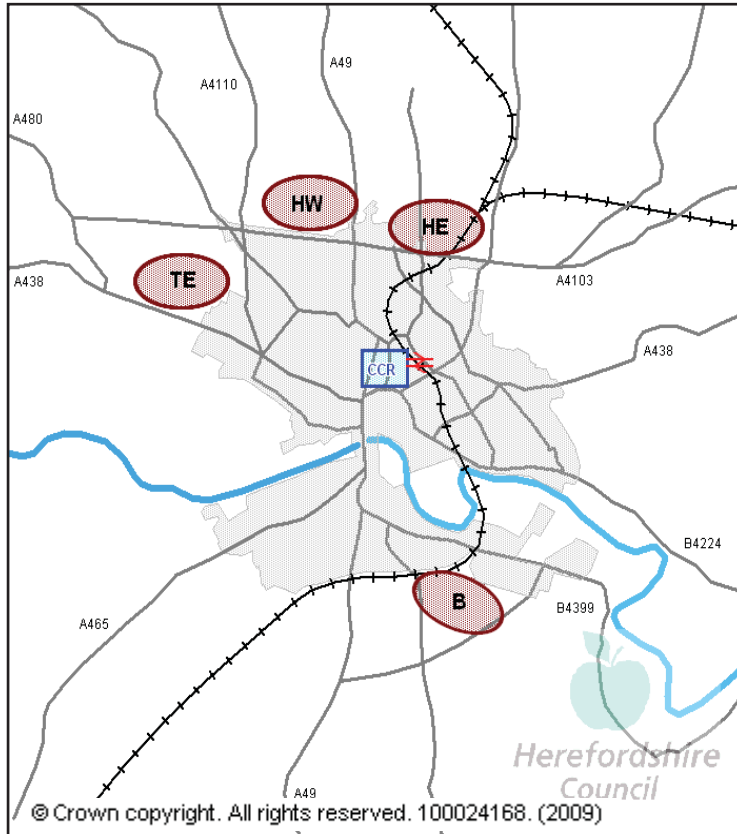 A49
A4110
A480
HW
HE
TE
A438
A4103
A438
CCR
B4224
B
B4399
A465
Herefordshire
Council
A49
© Crown copyright. All rights reserved. 100024168. (2009)